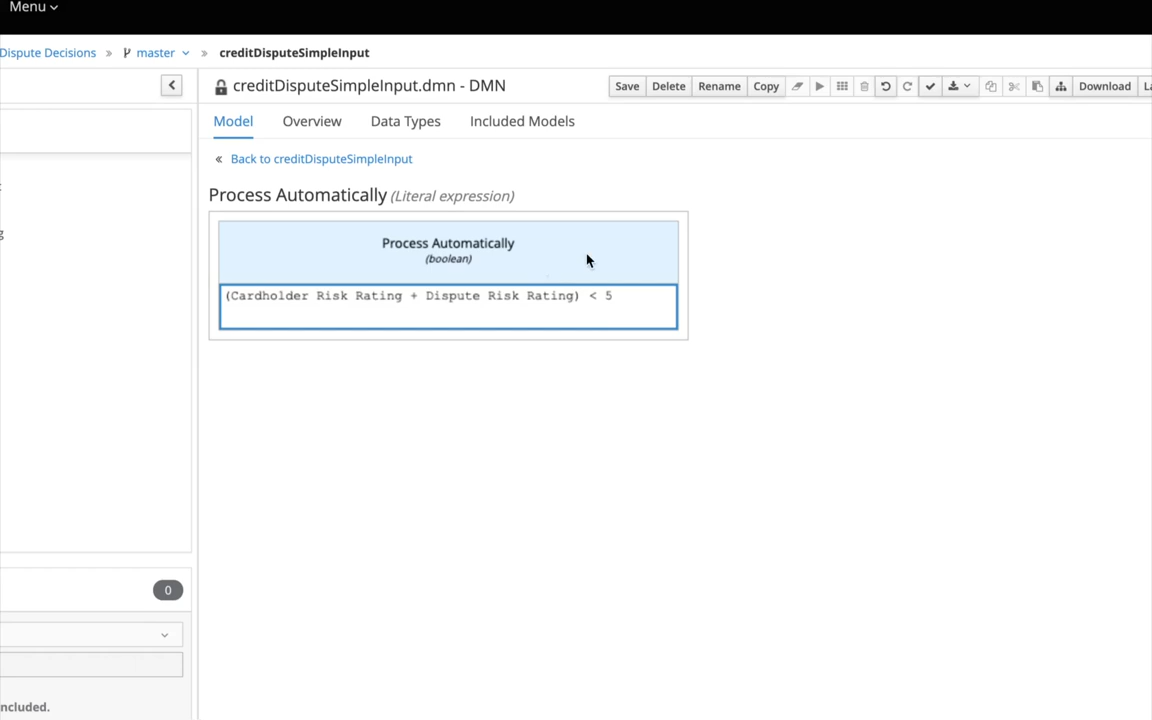 Menu
Dispute Decisions » master » creditDisputeSimpleInput
creditDisputeSimpleInput.dmn - DMN
Save Delete Rename Copy Download
Model Overview Data Types Included Models
« Back to creditDisputeSimpleInput
Process Automatically (Literal expression)
Process Automatically
(boolean)
(Cardholder Risk Rating + Dispute Risk Rating) < 5
0